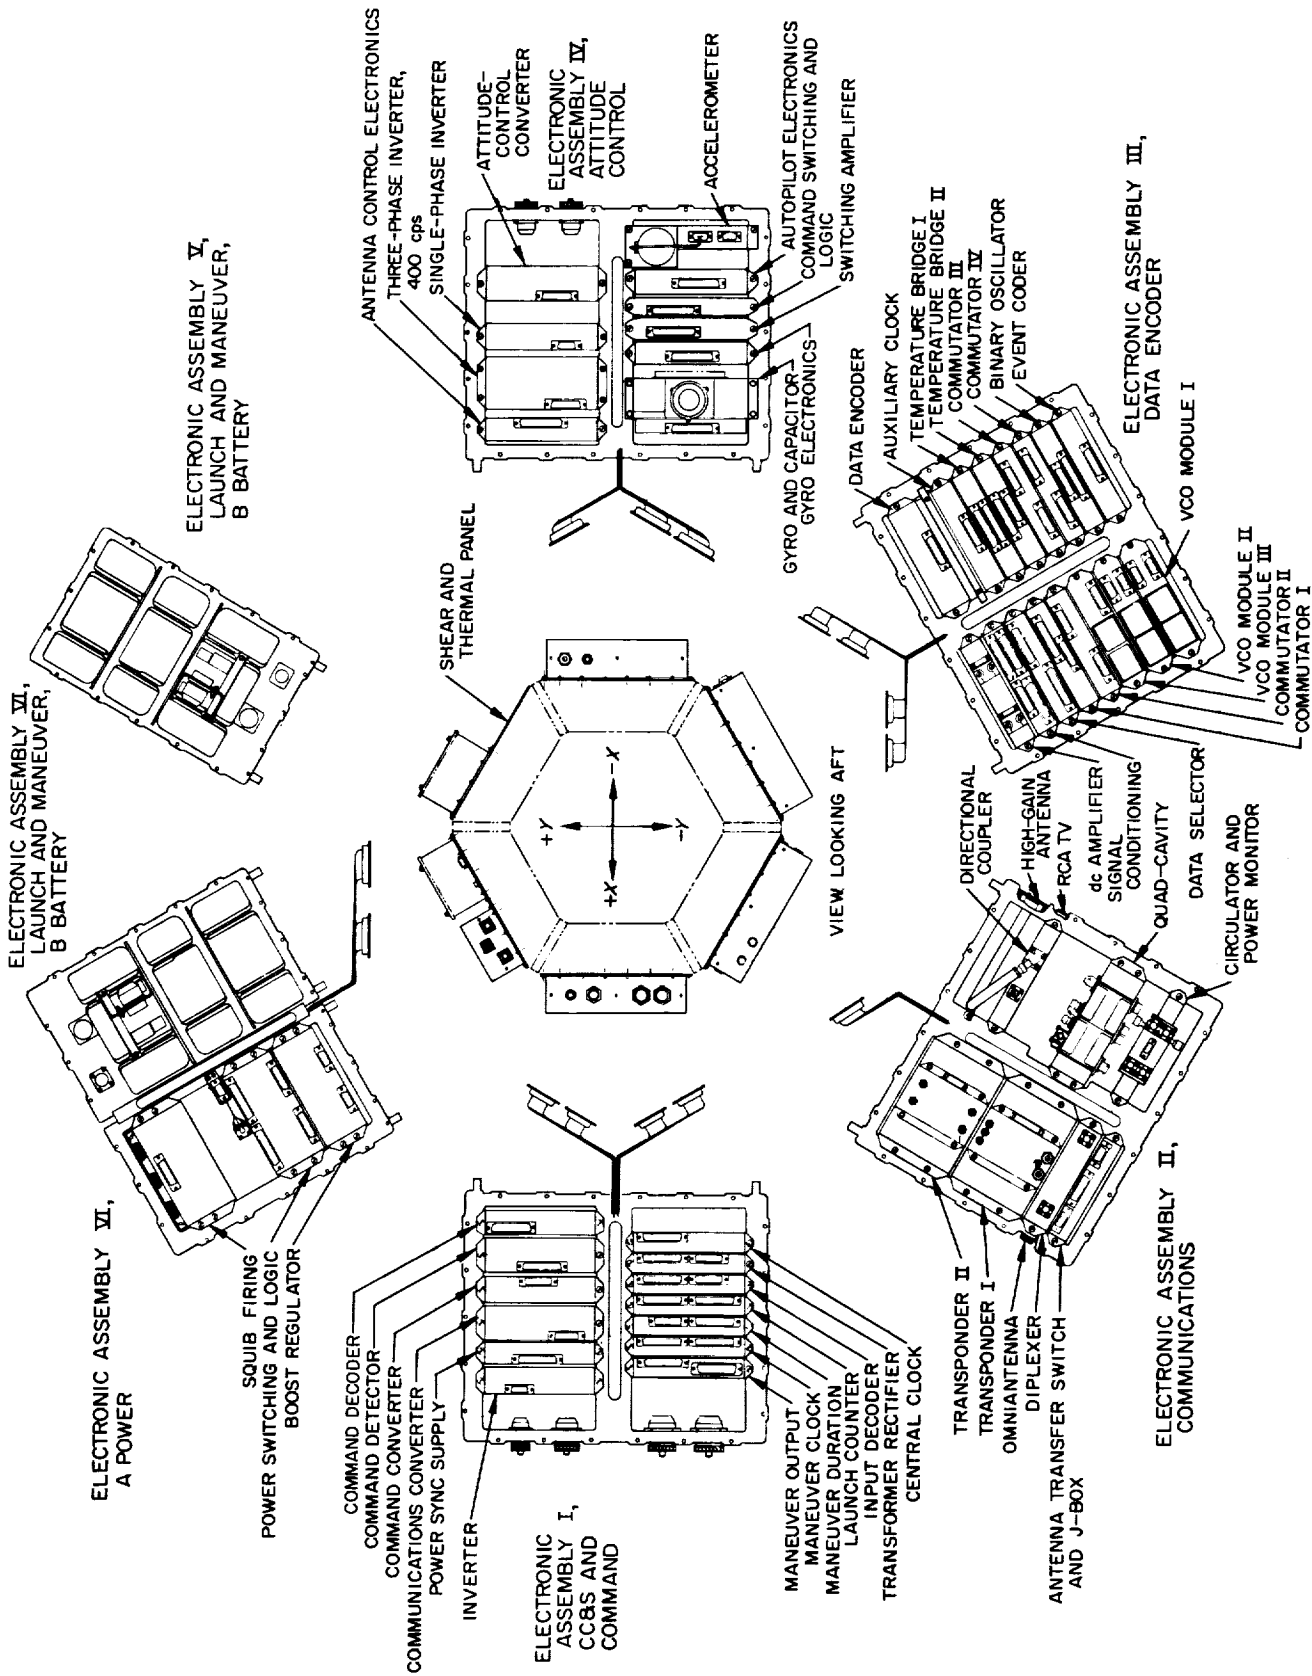 ELECTRONIC ASSEMBLY VI,
A POWER
SQUIB FIRING
POWER SWITCHING AND LOGIC
BOOST REGULATOR
ELECTRONIC ASSEMBLY VI,
LAUNCH AND MANEUVER,
B BATTERY
ELECTRONIC ASSEMBLY V,
LAUNCH AND MANEUVER,
B BATTERY
COMMAND DECODER
COMMAND DETECTOR
COMMAND CONVERTER
COMMUNICATIONS CONVERTER
POWER SYNC SUPPLY
INVERTER
ELECTRONIC
ASSEMBLY I,
CC&S AND
COMMAND
MANEUVER OUTPUT
MANEUVER CLOCK
MANEUVER DURATION
LAUNCH COUNTER
INPUT DECODER
TRANSFORMER RECTIFIER
CENTRAL CLOCK
SHEAR AND
THERMAL PANEL
+Y
+X
-X
-Y
VIEW LOOKING AFT
ANTENNA CONTROL ELECTRONICS
THREE-PHASE INVERTER,
400 cps
SINGLE-PHASE INVERTER
ATTITUDE-
CONTROL
CONVERTER
ELECTRONIC
ASSEMBLY IV,
ATTITUDE
CONTROL
ACCELEROMETER
AUTOPILOT ELECTRONICS
COMMAND SWITCHING AND
LOGIC
SWITCHING AMPLIFIER
GYRO AND CAPACITOR
GYRO ELECTRONICS
TRANSPONDER II
TRANSPONDER I
OMNIANTENNA
DIPLEXER
ANTENNA TRANSFER SWITCH
AND J-BOX
ELECTRONIC ASSEMBLY II,
COMMUNICATIONS
DIRECTIONAL
COUPLER
HIGH-GAIN
ANTENNA
RCA TV
QUAD-CAVITY
CIRCULATOR AND
POWER MONITOR
dc AMPLIFIER
SIGNAL
CONDITIONING
DATA SELECTOR
DATA ENCODER
AUXILIARY CLOCK
TEMPERATURE BRIDGE I
TEMPERATURE BRIDGE II
COMMUTATOR III
COMMUTATOR IV
BINARY OSCILLATOR
EVENT CODER
ELECTRONIC ASSEMBLY III,
DATA ENCODER
VCO MODULE I
VCO MODULE II
VCO MODULE III
COMMUTATOR II
COMMUTATOR I